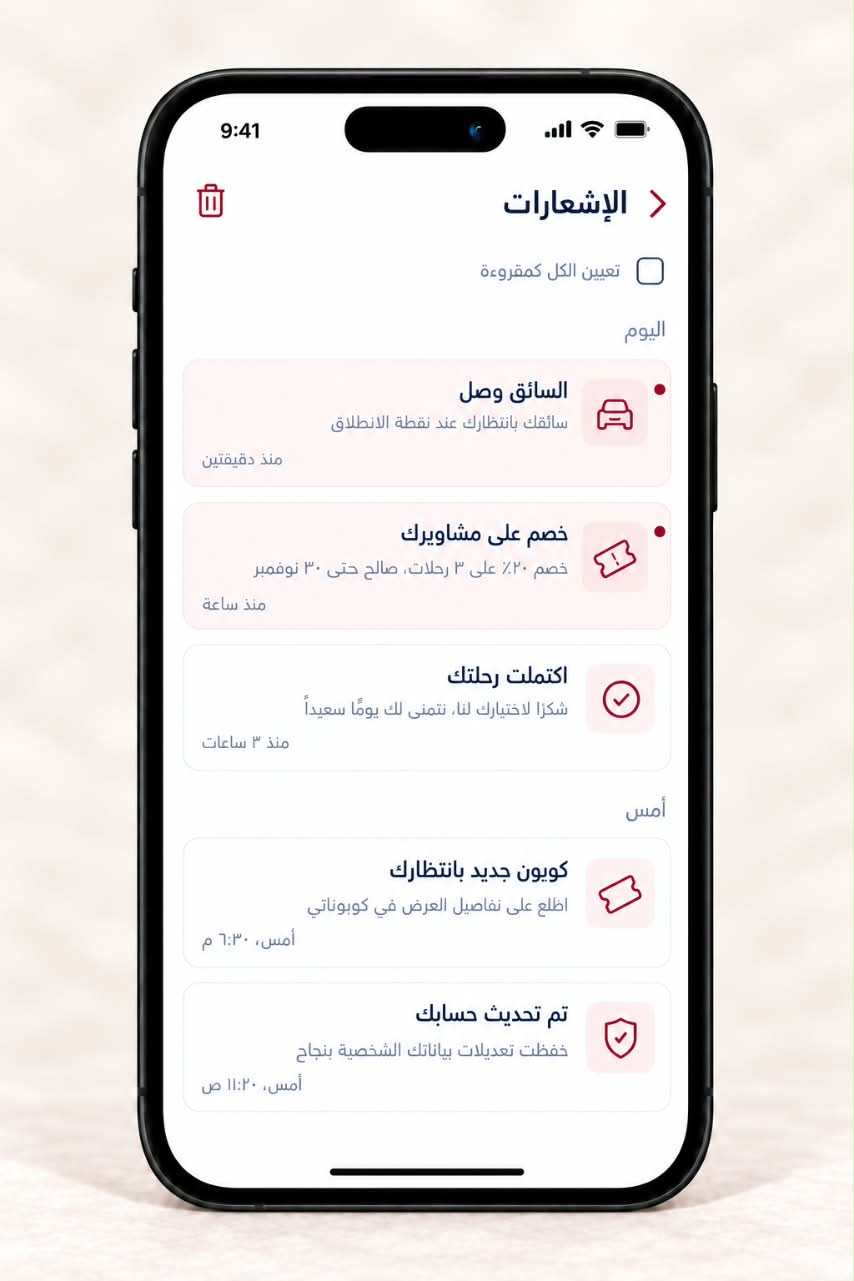 9:41
الإشعارات
تعيين الكل كمقروءة
اليوم
السائق وصل
سائقك بانتظارك عند نقطة الانطلاق
منذ دقيقتين
خصم على مشاويرك
خصم ٢٠٪ على ٣ رحلات، صالح حتى ٣٠ نوفمبر
منذ ساعة
اكتملت رحلتك
شكرًا لاختيارك لنا، نتمنى لك يومًا سعيداً
منذ ٣ ساعات
أمس
كوبون جديد بانتظارك
اظلع على نفاصيل العرض في كوبوناتي
أمس، ٦:٣٠ م
تم تحديث حسابك
خفظت تعديلات بياناتك الشخصية بنجاح
أمس، ١١:٢٠ ص